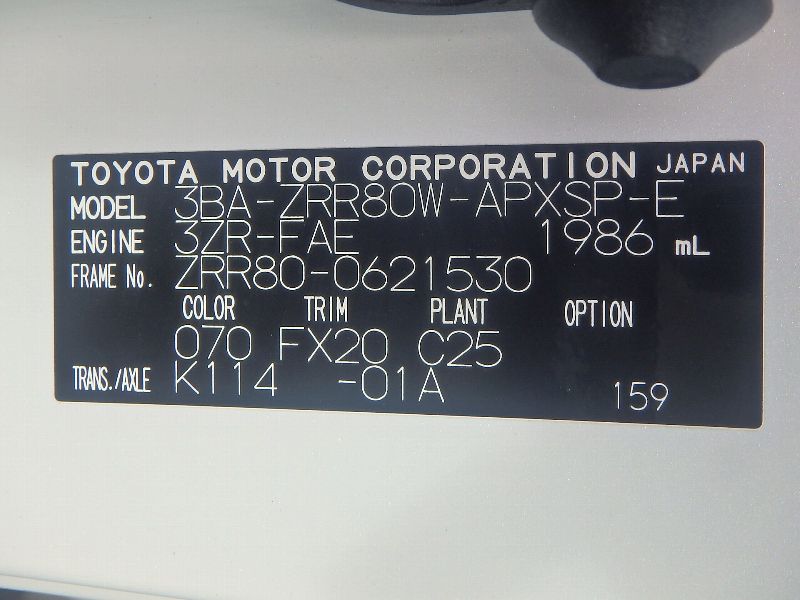 TOYOTA MOTOR CORPORATION JAPAN
MODEL 3BA-ZRR80W-APXSP-E
ENGINE 3ZR-FAE 1986 mL
FRAME No. ZRR80-0621530
COLOR TRIM PLANT OPTION
070 FX20 C25
TRANS./AXLE K114 -01A 159